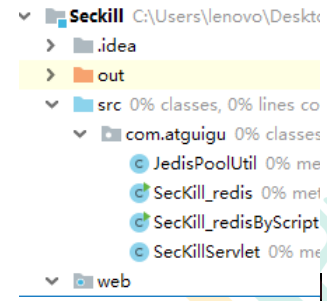 Seckill C:\Users\lenovo\Deskto
.idea
out
src 0% classes, 0% lines co
com.atguigu 0% classes
JedisPoolUtil 0% me
SecKill_redis 0% met
SecKill_redisByScript
SecKillServlet 0% me
web